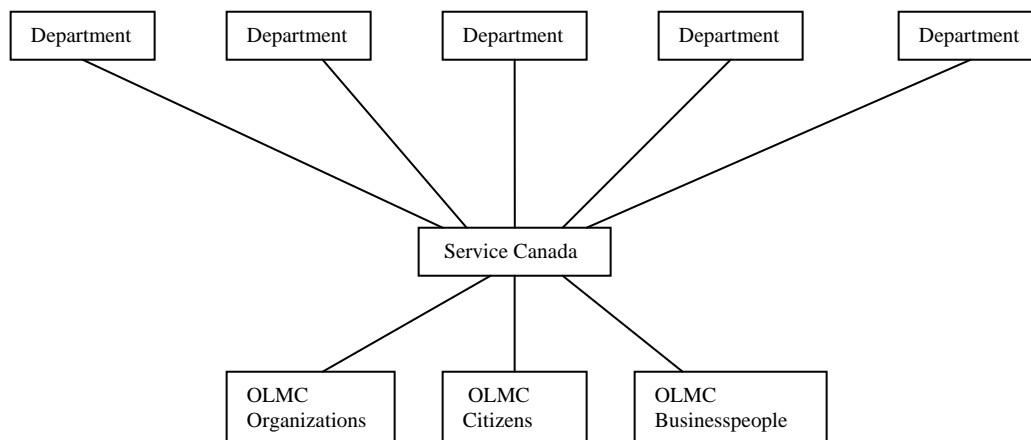 Department Department Department Department Department
Service Canada
OLMC OLMC OLMC
Organizations Citizens Businesspeople